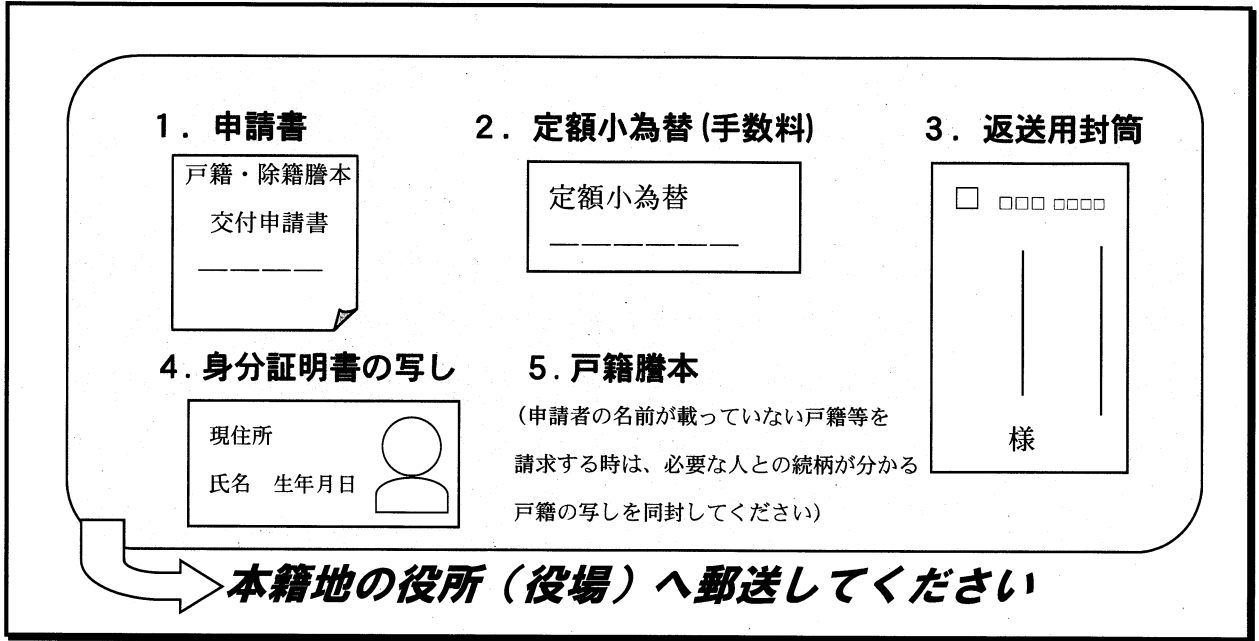 1. 申請書
戸籍・除籍謄本
交付申請書
――――
2. 定額小為替(手数料)
定額小為替
――――――
3. 返送用封筒
□ □□□ □□□□
様
4. 身分証明書の写し
現住所
氏名 生年月日
5. 戸籍謄本
(申請者の名前が載っていない戸籍等を
請求する時は、必要な人との続柄が分かる
戸籍の写しを同封してください)
本籍地の役所(役場)へ郵送してください